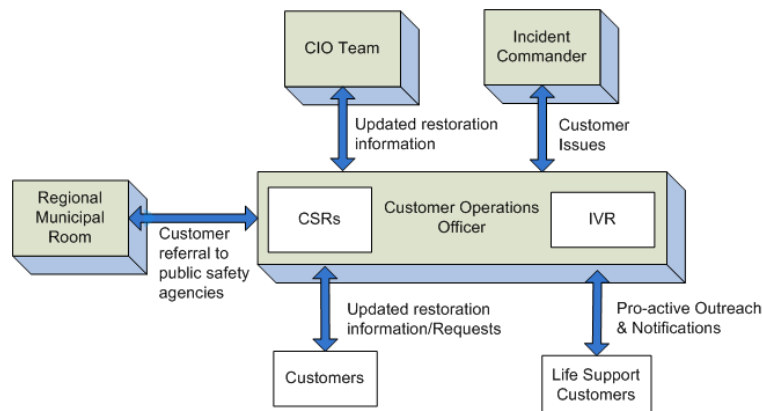 CIO Team
Incident
Commander
Updated restoration
information
Customer
Issues
Regional
Municipal
Room
CSRs
Customer Operations
Officer
IVR
Customer
referral to
public safety
agencies
Updated restoration
information/Requests
Pro-active Outreach
& Notifications
Customers
Life Support
Customers